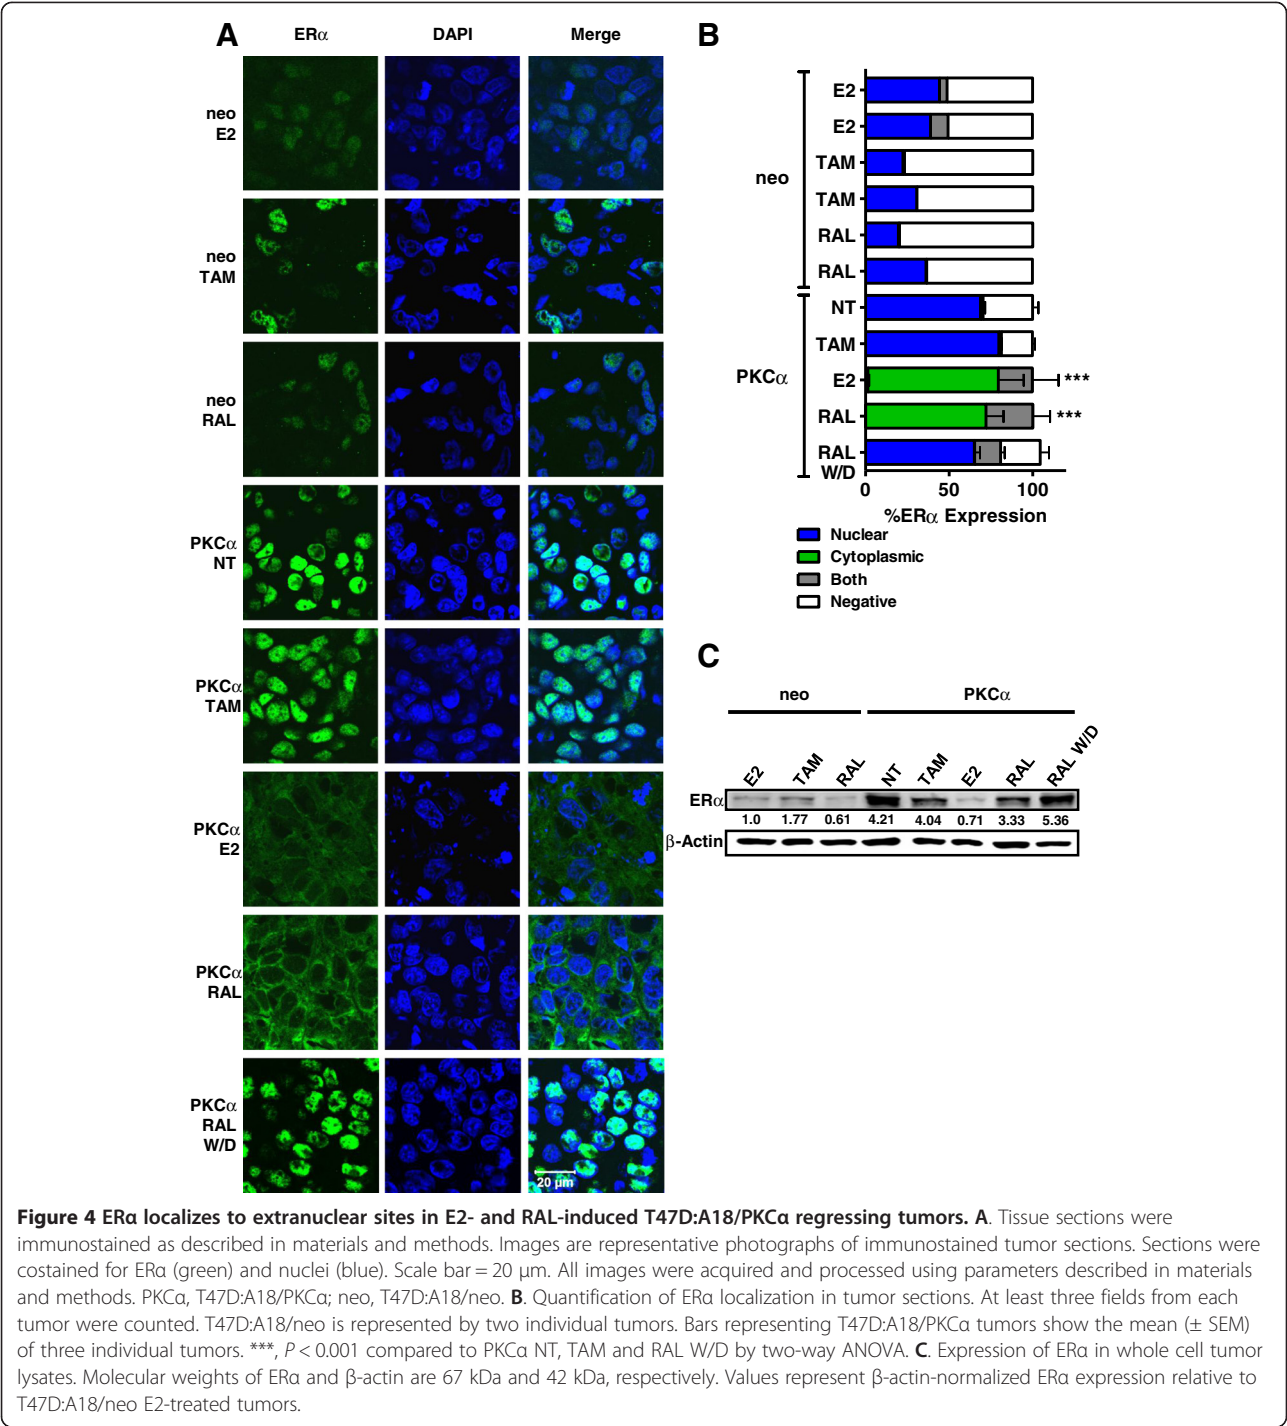 A
ERα DAPI Merge
neo
E2
neo
TAM
neo
RAL
PKCα
NT
PKCα
TAM
PKCα
E2
PKCα
RAL
PKCα
RAL
W/D
20 µm
B
neo
E2
E2
TAM
TAM
RAL
RAL
PKCα
NT
TAM
E2 ***
RAL ***
RAL
W/D
0 50 100
%ERα Expression
Nuclear
Cytoplasmic
Both
Negative
C
neo PKCα
E2 TAM RAL NT TAM E2 RAL RAL W/D
ERα
1.0 1.77 0.61 4.21 4.04 0.71 3.33 5.36
β-Actin
Figure 4 ERα localizes to extranuclear sites in E2- and RAL-induced T47D:A18/PKCα regressing tumors. A. Tissue sections were
immunostained as described in materials and methods. Images are representative photographs of immunostained tumor sections. Sections were
costained for ERα (green) and nuclei (blue). Scale bar = 20 µm. All images were acquired and processed using parameters described in materials
and methods. PKCα, T47D:A18/PKCα; neo, T47D:A18/neo. B. Quantification of ERα localization in tumor sections. At least three fields from each
tumor were counted. T47D:A18/neo is represented by two individual tumors. Bars representing T47D:A18/PKCα tumors show the mean (± SEM)
of three individual tumors. ***, P < 0.001 compared to PKCα NT, TAM and RAL W/D by two-way ANOVA. C. Expression of ERα in whole cell tumor
lysates. Molecular weights of ERα and β-actin are 67 kDa and 42 kDa, respectively. Values represent β-actin-normalized ERα expression relative to
T47D:A18/neo E2-treated tumors.